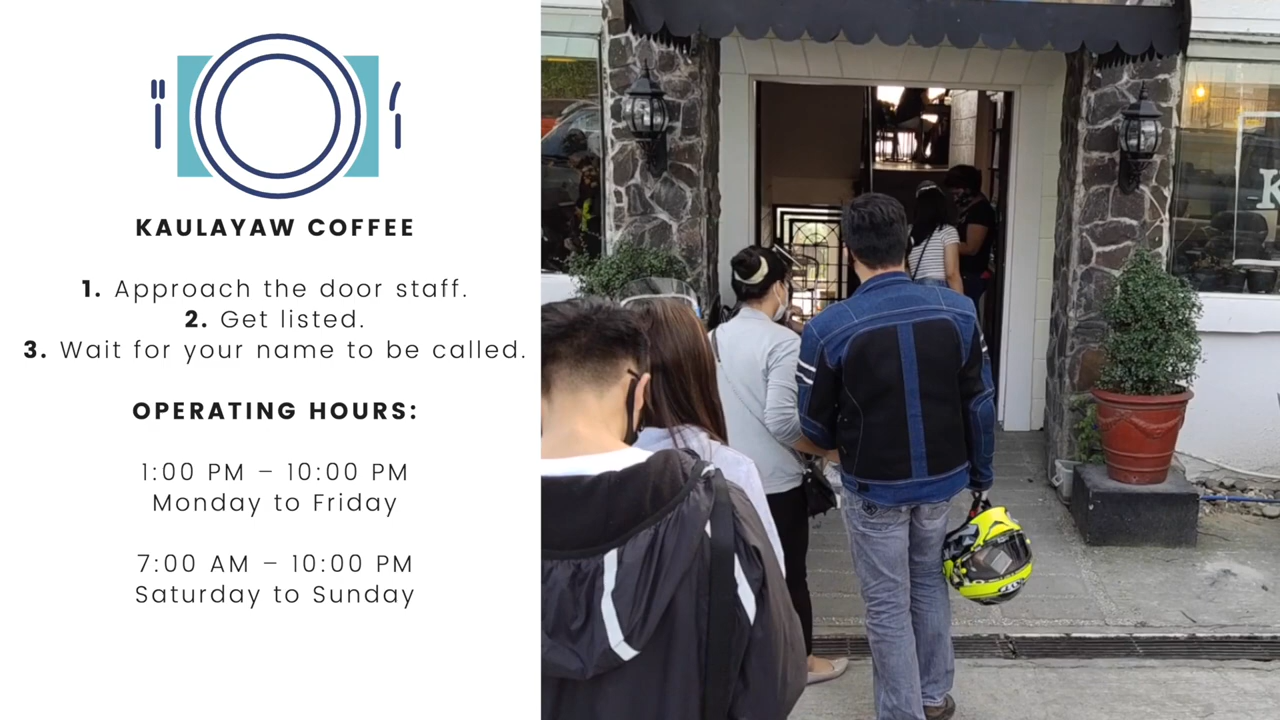 KAULAYAW COFFEE
1. Approach the door staff.
2. Get listed.
3. Wait for your name to be called.
OPERATING HOURS:
1:00 PM – 10:00 PM
Monday to Friday
7:00 AM – 10:00 PM
Saturday to Sunday
K